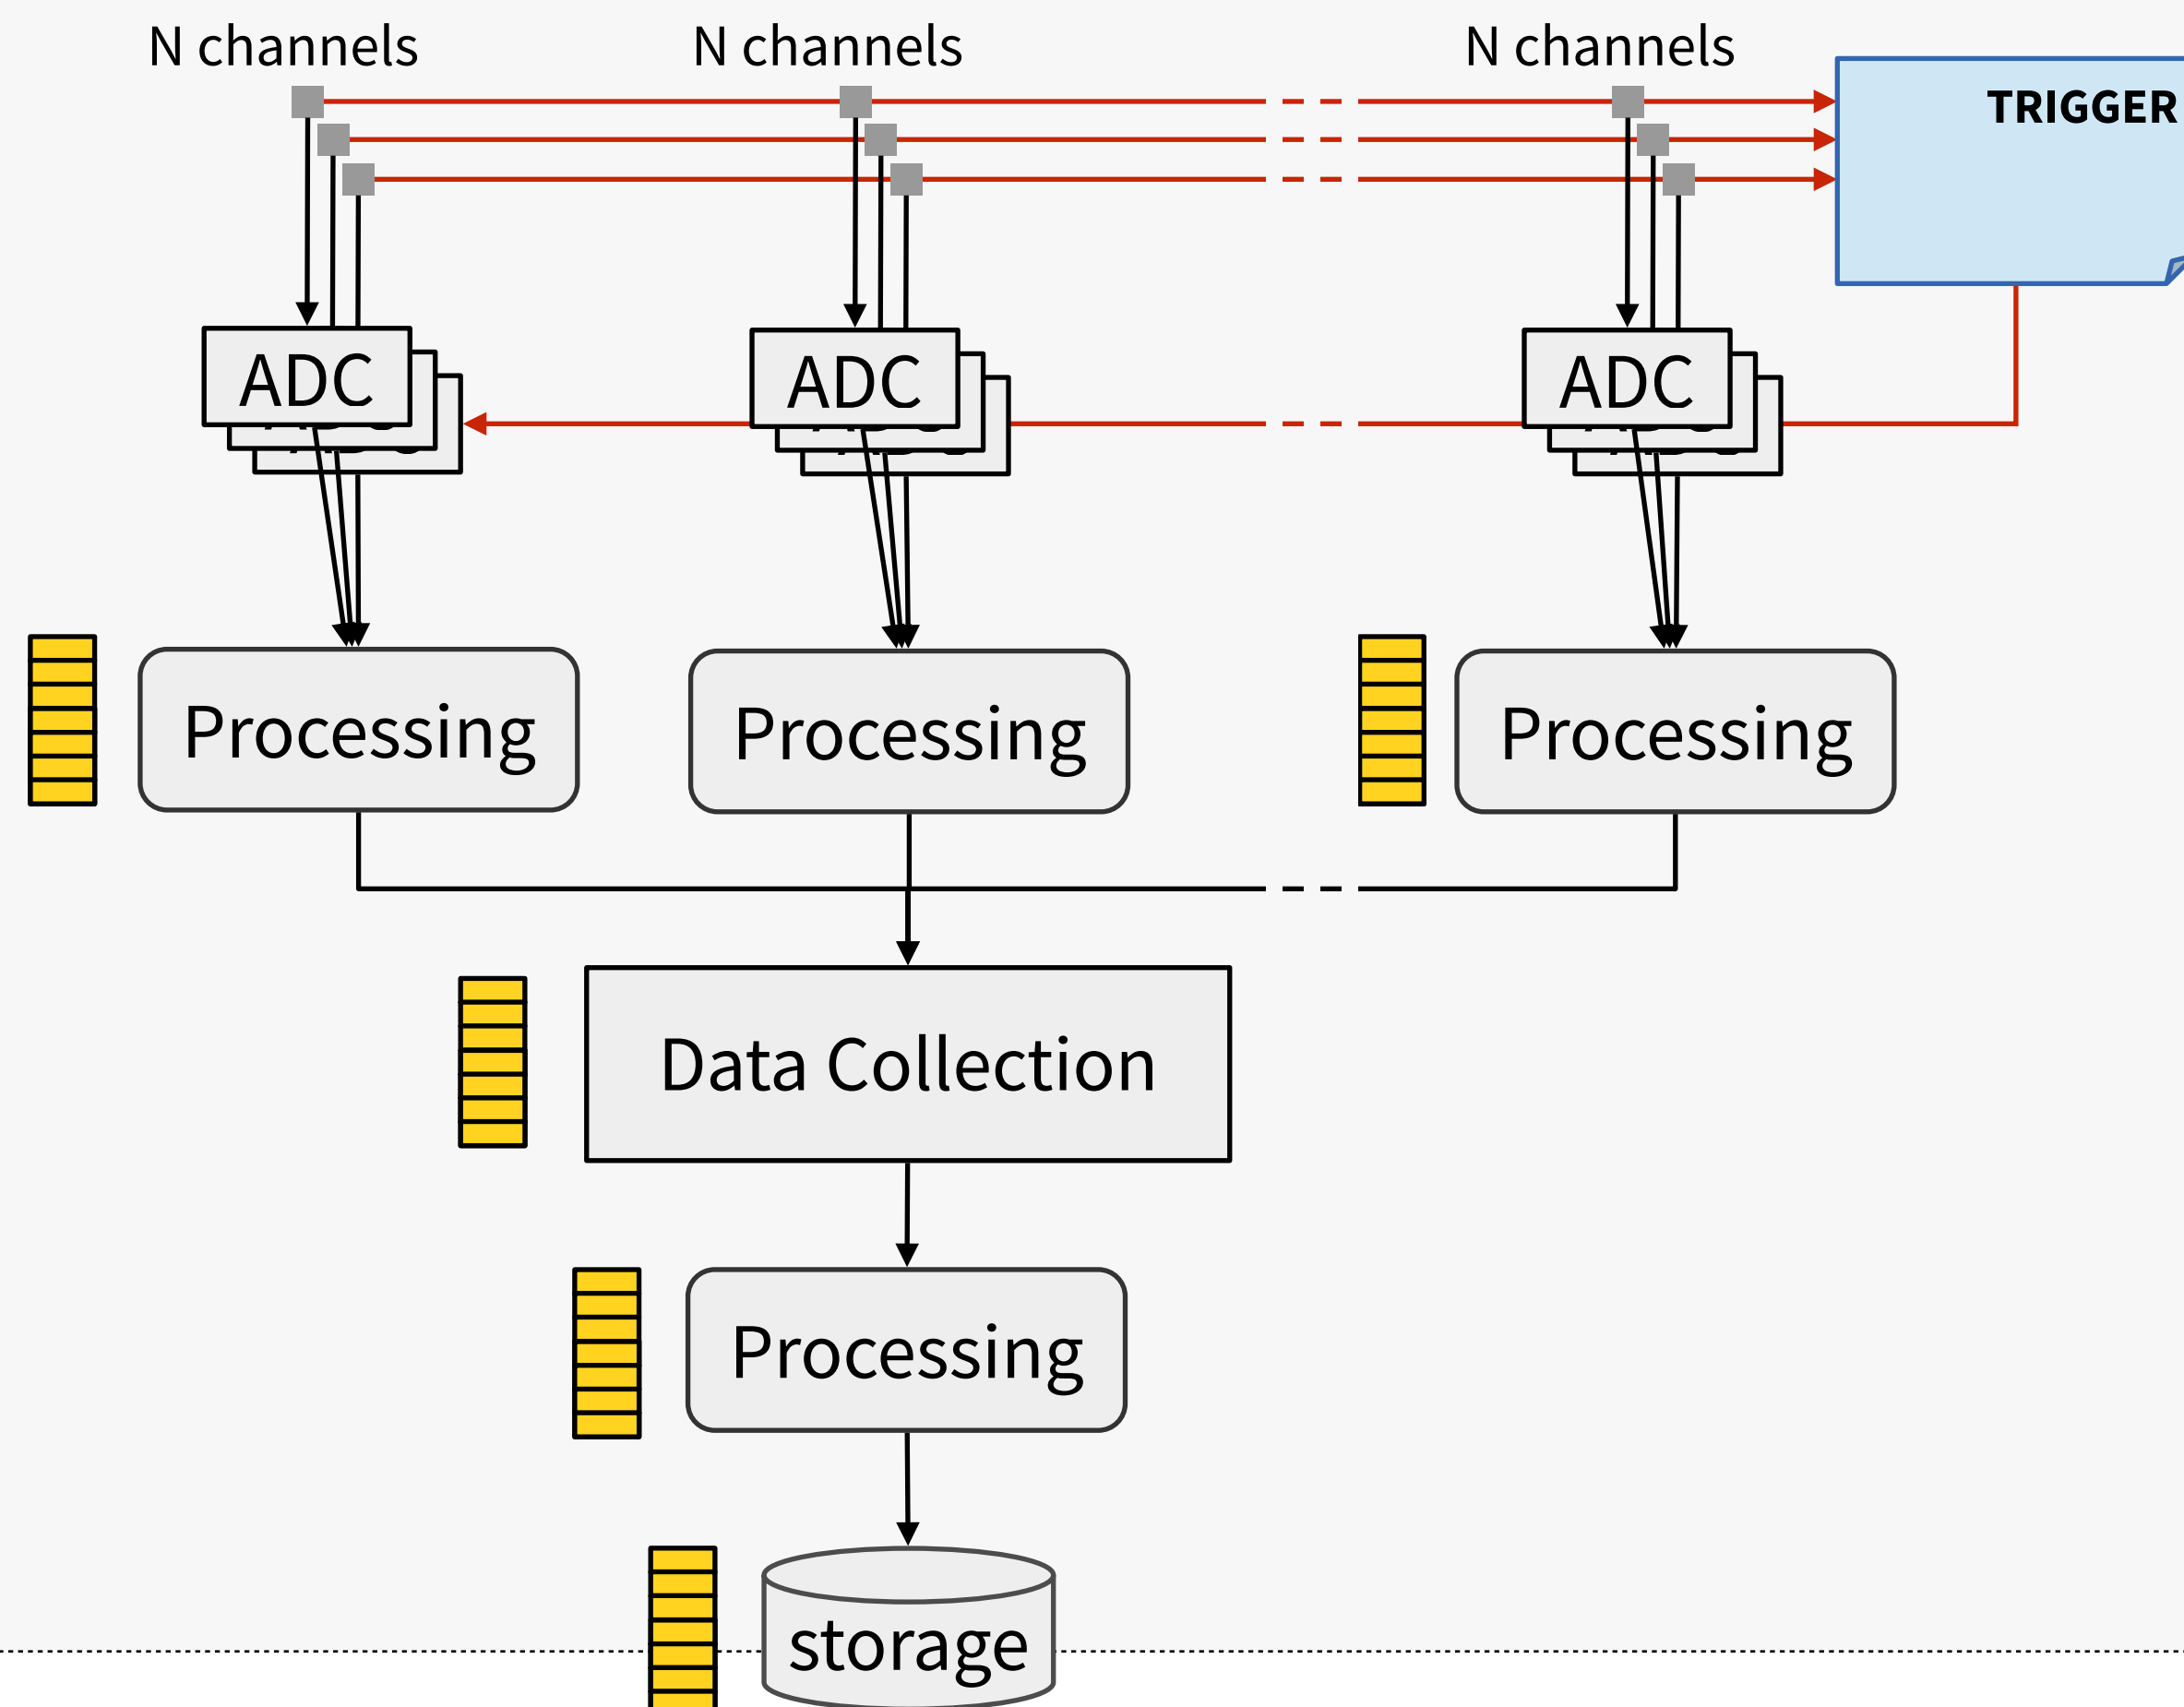 N channels
N channels
N channels
TRIGGER
ADC
ADC
ADC
Processing
Processing
Processing
Data Collection
Processing
storage